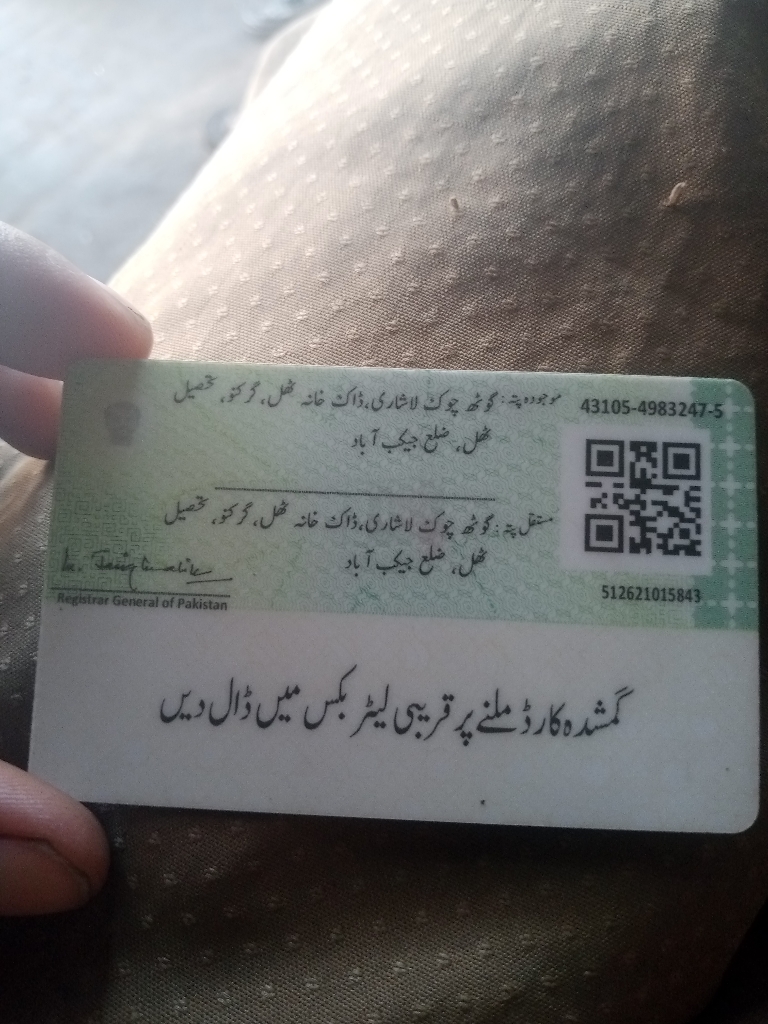 43105-4983247-5
موجودہ پتہ: گوٹھ چوک لاشاری، ڈاک خانہ ٹھل، گرکنو، تحصیل
ٹھل، ضلع جیکب آباد
مستقل پتہ: گوٹھ چوک لاشاری، ڈاک خانہ ٹھل، گرکنو، تحصیل
ٹھل، ضلع جیکب آباد
512621015843
Registrar General of Pakistan
گمشدہ کارڈ ملنے پر قریبی لیٹر بکس میں ڈال دیں